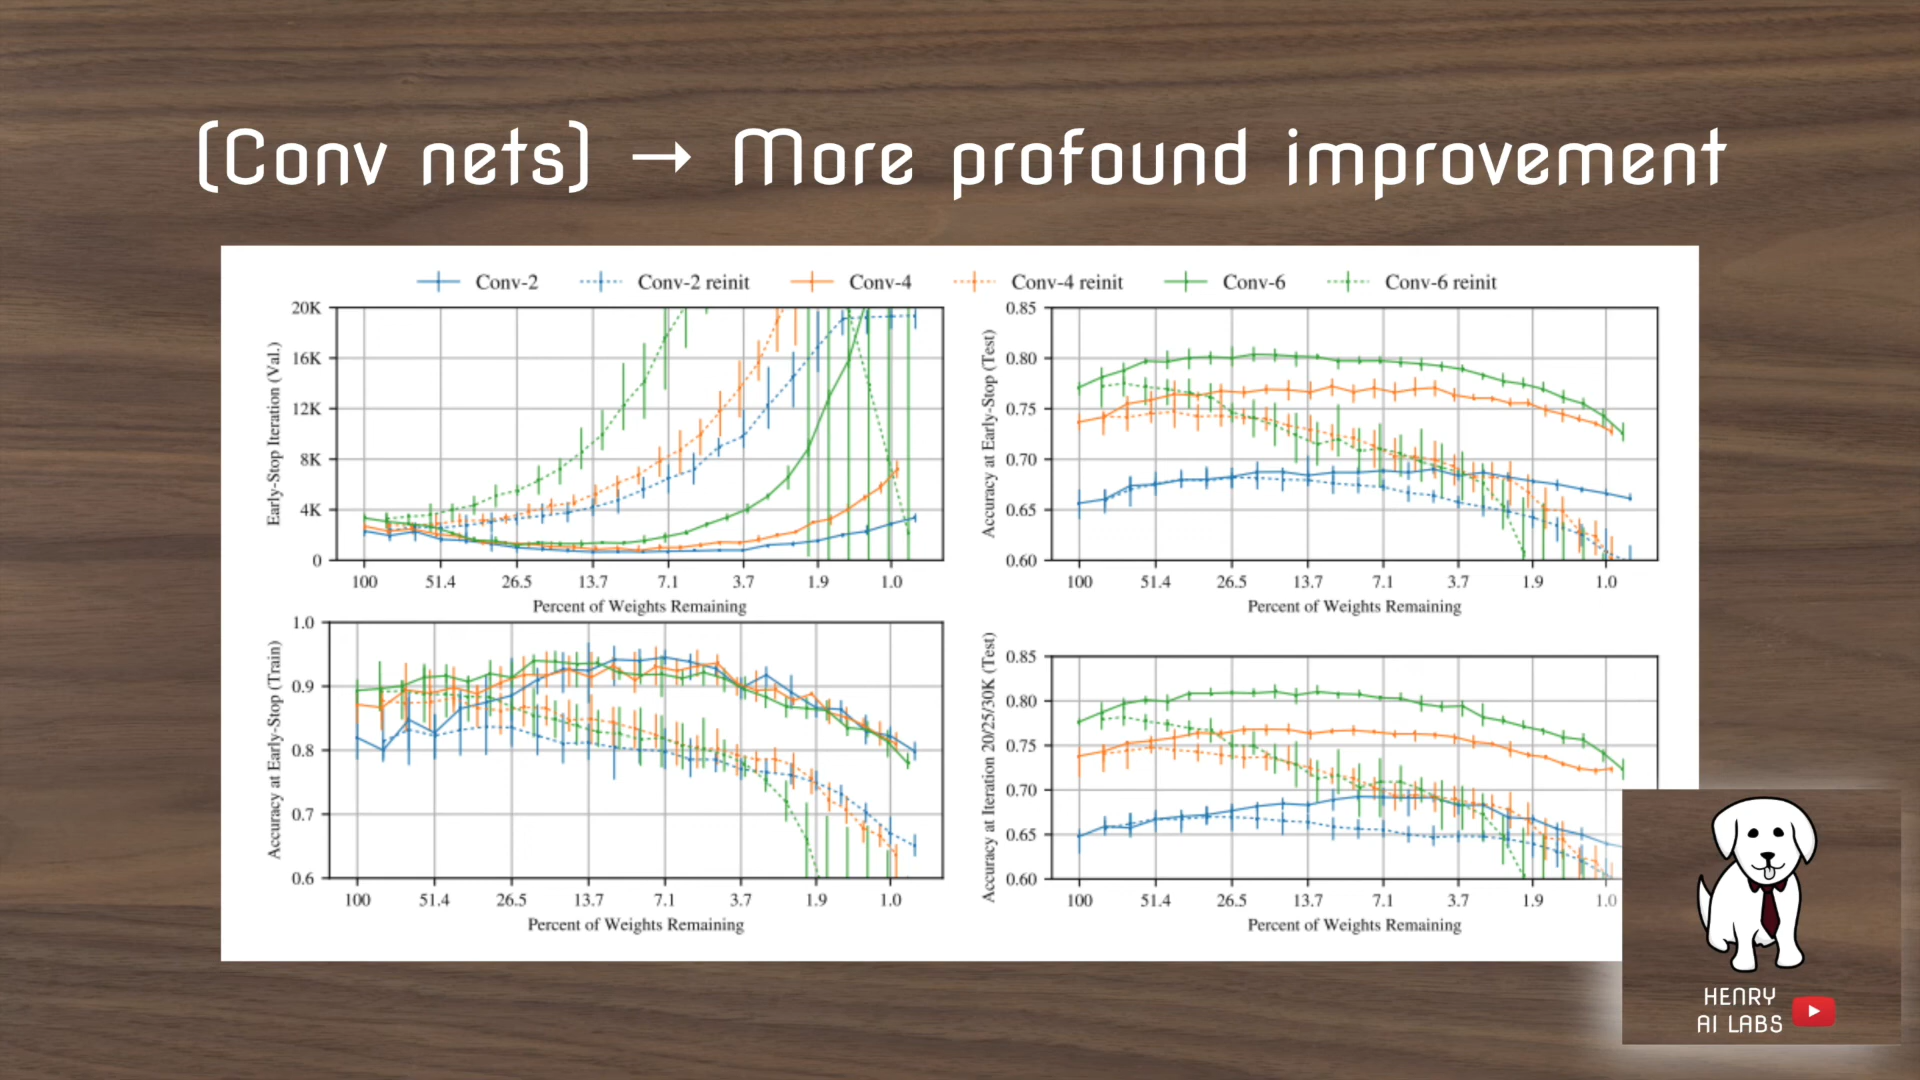 (Conv nets) → More profound improvement
Conv-2 Conv-2 reinit Conv-4 Conv-4 reinit Conv-6 Conv-6 reinit
Early-Stop Iteration (Val.)
20K
16K
12K
8K
4K
0
100 51.4 26.5 13.7 7.1 3.7 1.9 1.0
Percent of Weights Remaining
Accuracy at Early-Stop (Test)
0.85
0.80
0.75
0.70
0.65
0.60
100 51.4 26.5 13.7 7.1 3.7 1.9 1.0
Percent of Weights Remaining
Accuracy at Early-Stop (Train)
1.0
0.9
0.8
0.7
0.6
100 51.4 26.5 13.7 7.1 3.7 1.9 1.0
Percent of Weights Remaining
Accuracy at Iteration 20/25/30K (Test)
0.85
0.80
0.75
0.70
0.65
0.60
100 51.4 26.5 13.7 7.1 3.7 1.9 1.0
Percent of Weights Remaining
HENRY
AI LABS